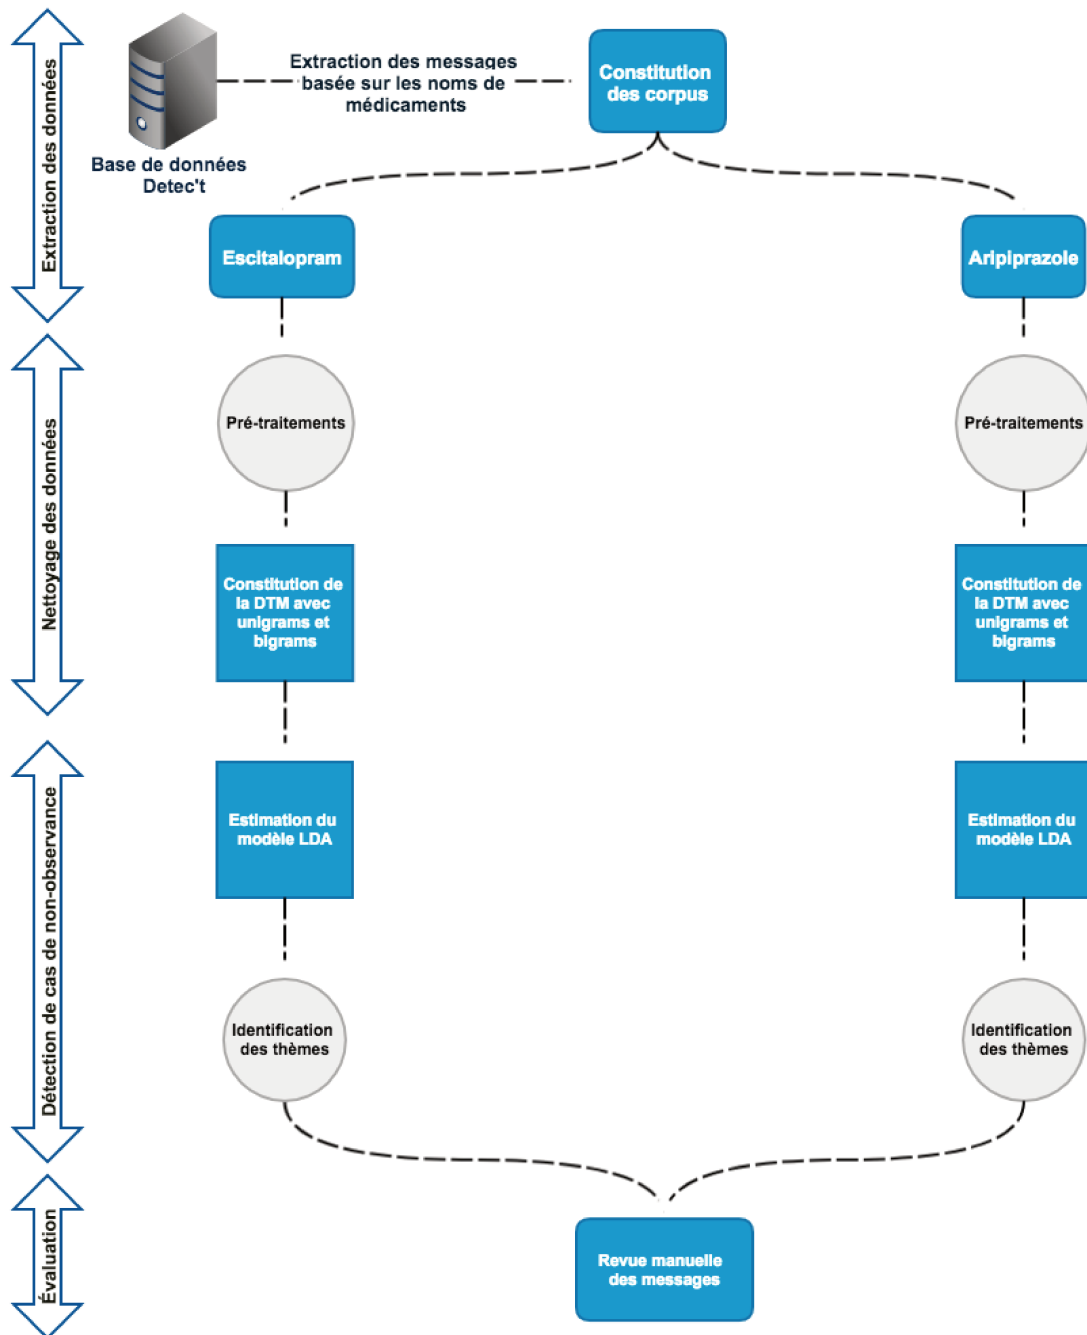 Extraction des données
Base de données
Detec't
Extraction des messages
basée sur les noms de
médicaments
Constitution
des corpus
Escitalopram
Aripiprazole
Nettoyage des données
Pré-traitements
Pré-traitements
Constitution de
la DTM avec
unigrams et
bigrams
Constitution de
la DTM avec
unigrams et
bigrams
Détection de cas de non-observance
Estimation du
modèle LDA
Estimation du
modèle LDA
Identification
des thèmes
Identification
des thèmes
Évaluation
Revue manuelle
des messages